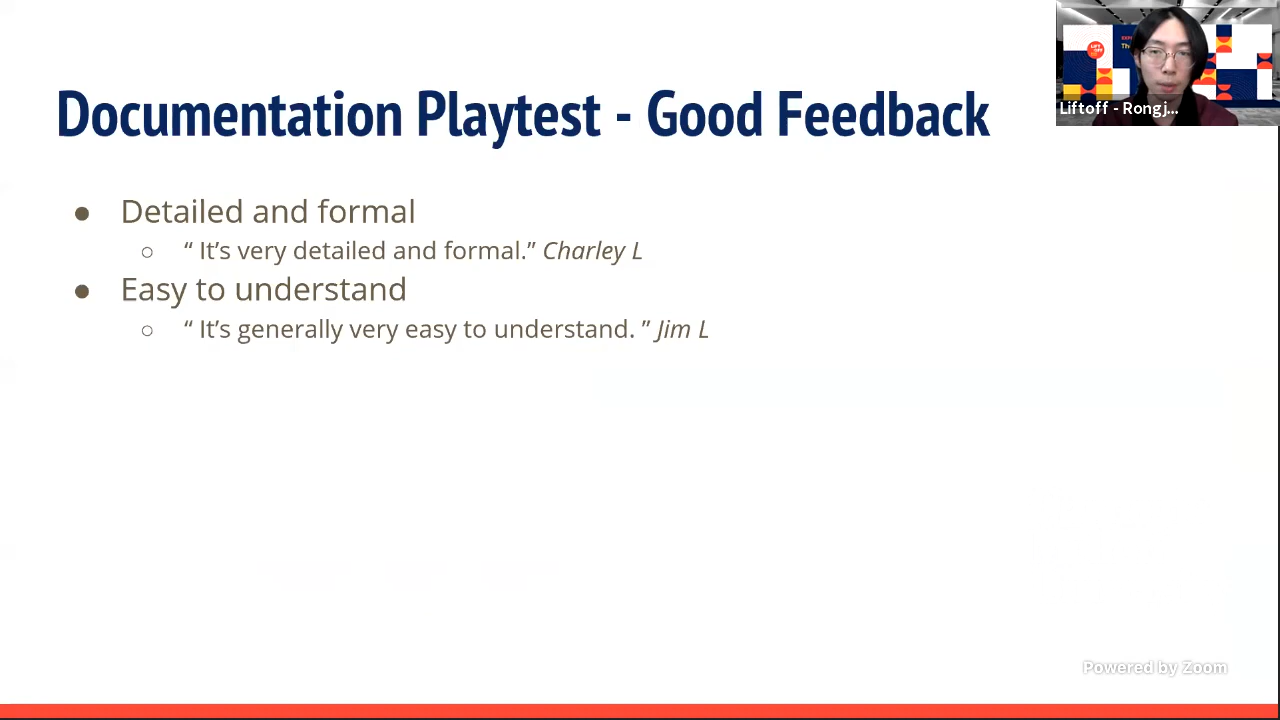 Documentation Playtest - Good Feedback
● Detailed and formal
○ “ It’s very detailed and formal.” Charley L
● Easy to understand
○ “ It’s generally very easy to understand. ” Jim L
Liftoff - Rongj...
Powered by Zoom